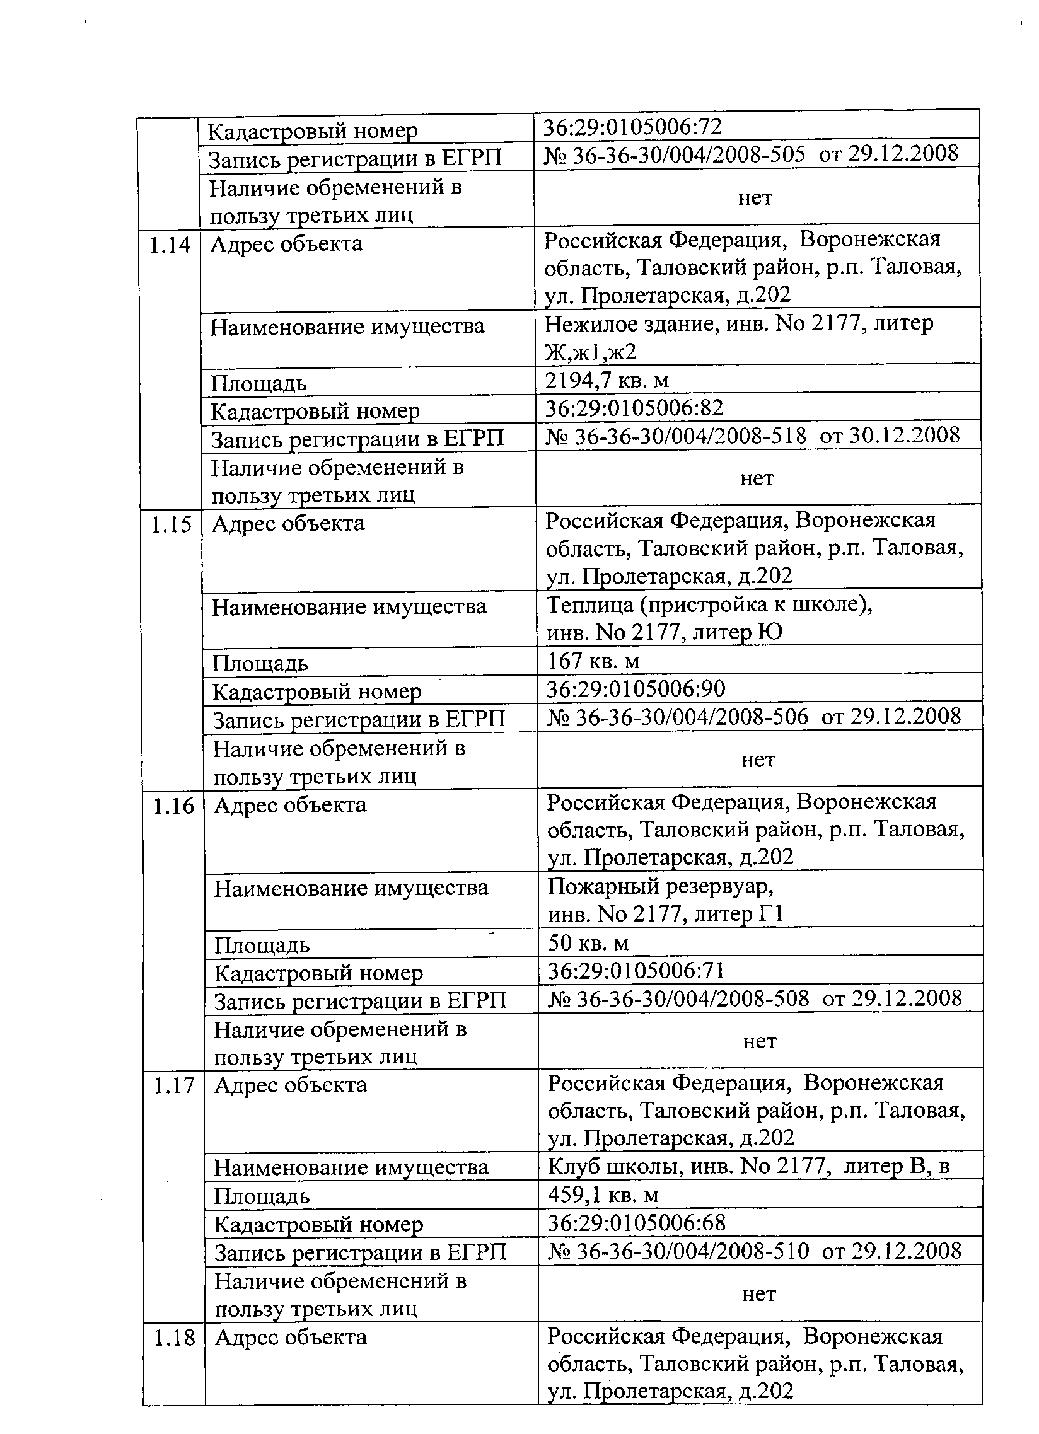 Кадастровый номер 36:29:0105006:72
Запись регистрации в ЕГРП № 36-36-30/004/2008-505 от 29.12.2008
Наличие обременений в
пользу третьих лиц
нет
1.14 Адрес объекта Российская Федерация, Воронежская
область, Таловский район, р.п. Таловая,
ул. Пролетарская, д.202
Наименование имущества Нежилое здание, инв. No 2177, литер
Ж,ж1,ж2
Площадь 2194,7 кв. м
Кадастровый номер 36:29:0105006:82
Запись регистрации в ЕГРП № 36-36-30/004/2008-518 от 30.12.2008
Наличие обременений в
пользу третьих лиц
нет
1.15 Адрес объекта Российская Федерация, Воронежская
область, Таловский район, р.п. Таловая,
ул. Пролетарская, д.202
Наименование имущества Теплица (пристройка к школе),
инв. No 2177, литер Ю
Площадь 167 кв. м
Кадастровый номер 36:29:0105006:90
Запись регистрации в ЕГРП № 36-36-30/004/2008-506 от 29.12.2008
Наличие обременений в
пользу третьих лиц
нет
1.16 Адрес объекта Российская Федерация, Воронежская
область, Таловский район, р.п. Таловая,
ул. Пролетарская, д.202
Наименование имущества Пожарный резервуар,
инв. No 2177, литер Г1
Площадь 50 кв. м
Кадастровый номер 36:29:0105006:71
Запись регистрации в ЕГРП № 36-36-30/004/2008-508 от 29.12.2008
Наличие обременений в
пользу третьих лиц
нет
1.17 Адрес объекта Российская Федерация, Воронежская
область, Таловский район, р.п. Таловая,
ул. Пролетарская, д.202
Наименование имущества Клуб школы, инв. No 2177, литер В, в
Площадь 459,1 кв. м
Кадастровый номер 36:29:0105006:68
Запись регистрации в ЕГРП № 36-36-30/004/2008-510 от 29.12.2008
Наличие обременений в
пользу третьих лиц
нет
1.18 Адрес объекта Российская Федерация, Воронежская
область, Таловский район, р.п. Таловая,
ул. Пролетарская, д.202